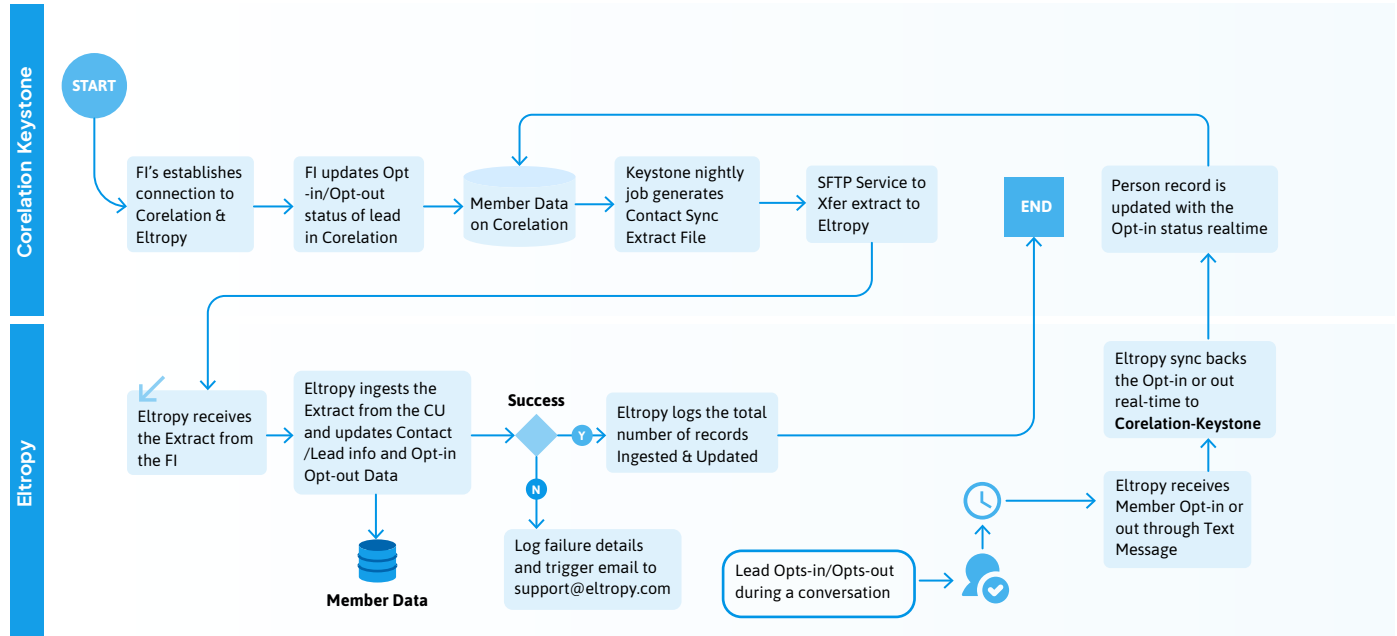 Corelation Keystone
START
FI's establishes
connection to
Corelation &
Eltropy
FI updates Opt
-in/Opt-out
status of lead
in Corelation
Member Data
on Corelation
Keystone nightly
job generates
Contact Sync
Extract File
SFTP Service to
Xfer extract to
Eltropy
END
Person record is
updated with the
Opt-in status realtime
Eltropy
Eltropy receives
the Extract from
the FI
Eltropy ingests the
Extract from the CU
and updates Contact
/Lead info and Opt-in
Opt-out Data
Member Data
Success
Y
N
Eltropy logs the total
number of records
Ingested & Updated
Log failure details
and trigger email to
support@eltropy.com
Lead Opts-in/Opts-out
during a conversation
Eltropy receives
Member Opt-in or
out through Text
Message
Eltropy sync backs
the Opt-in or out
real-time to
Corelation-Keystone